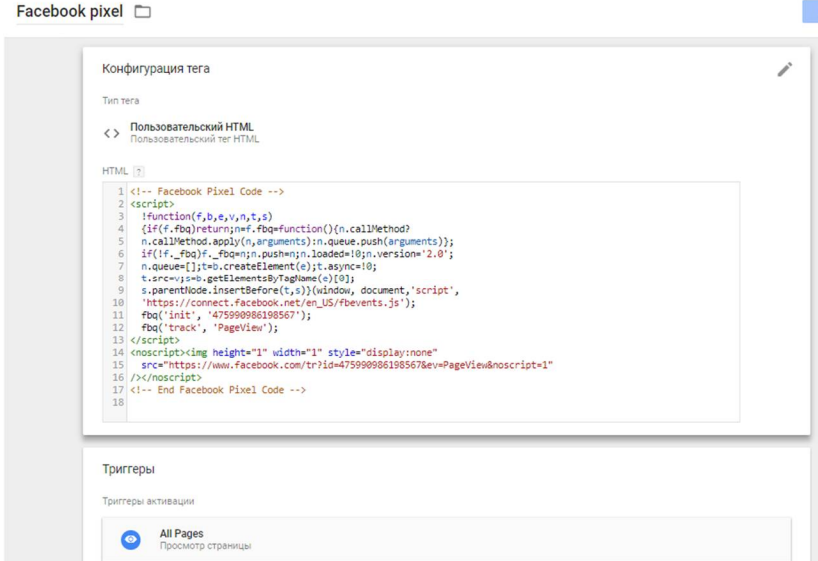 Facebook pixel
Конфигурация тега
Тип тега
Пользовательский HTML
Пользовательский тег HTML
HTML ?
1 <!-- Facebook Pixel Code -->
2 <script>
3 !function(f,b,e,v,n,t,s)
4 {if(f.fbq)return;n=f.fbq=function(){n.callMethod?
5 n.callMethod.apply(n,arguments):n.queue.push(arguments)};
6 if(!f._fbq)f._fbq=n;n.push=n;n.loaded=!0;n.version='2.0';
7 n.queue=[];t=b.createElement(e);t.async=!0;
8 t.src=v;s=b.getElementsByTagName(e)[0];
9 s.parentNode.insertBefore(t,s)}(window, document,'script',
10 'https://connect.facebook.net/en_US/fbevents.js');
11 fbq('init', '475990986198567');
12 fbq('track', 'PageView');
13 </script>
14 <noscript><img height="1" width="1" style="display:none"
15 src="https://www.facebook.com/tr?id=475990986198567&ev=PageView&noscript=1"
16 /></noscript>
17 <!-- End Facebook Pixel Code -->
18
Триггеры
Триггеры активации
All Pages
Просмотр страницы